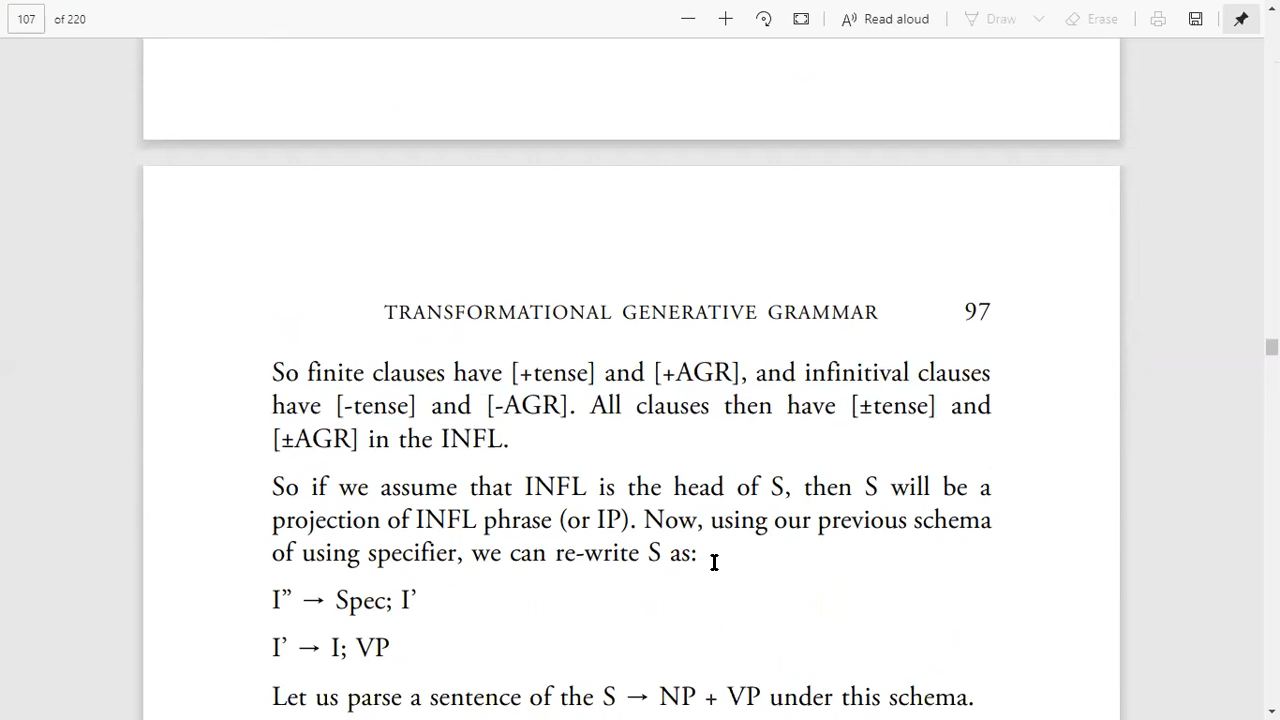 107 of 220 Read aloud Draw Erase
TRANSFORMATIONAL GENERATIVE GRAMMAR 97
So finite clauses have [+tense] and [+AGR], and infinitival clauses
have [-tense] and [-AGR]. All clauses then have [±tense] and
[±AGR] in the INFL.
So if we assume that INFL is the head of S, then S will be a
projection of INFL phrase (or IP). Now, using our previous schema
of using specifier, we can re-write S as:
I” → Spec; I’
I’ → I; VP
Let us parse a sentence of the S → NP + VP under this schema.